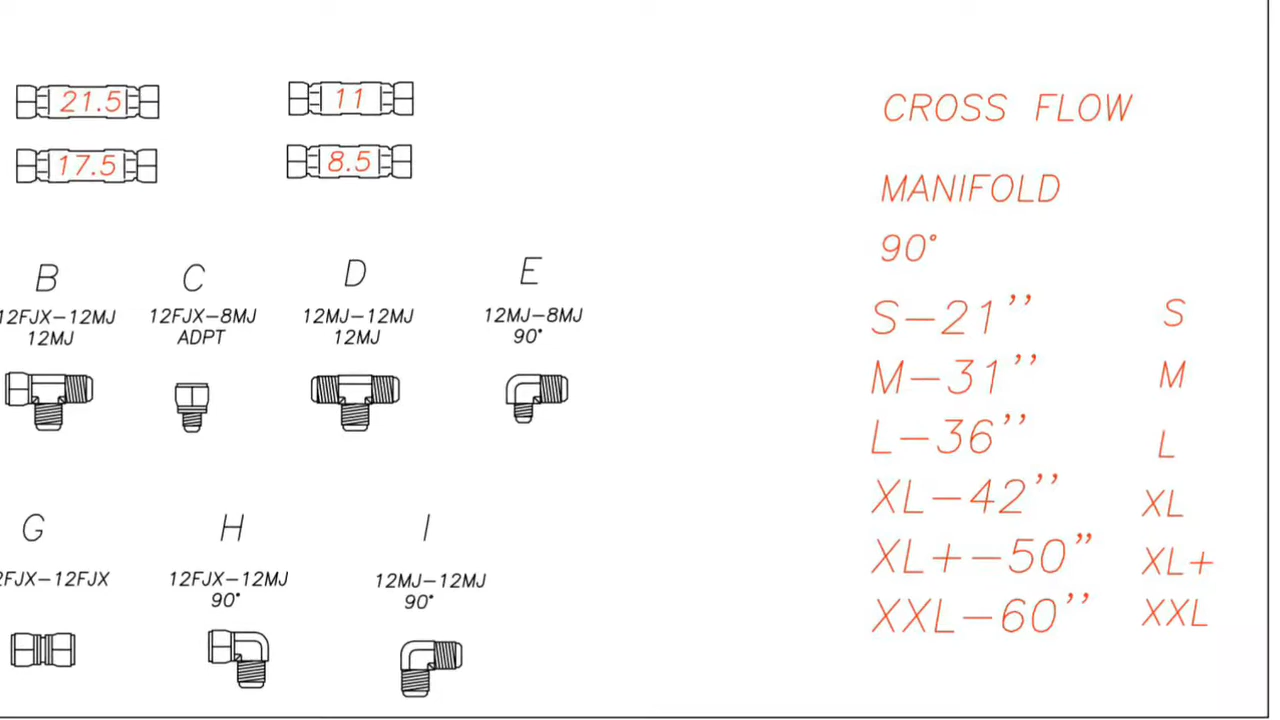 21.5
11
17.5
8.5
B
12FJX-12MJ
12MJ
C
12FJX-8MJ
ADPT
D
12MJ-12MJ
12MJ
E
12MJ-8MJ
90°
G
2FJX-12FJX
H
12FJX-12MJ
90°
I
12MJ-12MJ
90°
CROSS FLOW
MANIFOLD
90°
S-21’’ S
M-31’’ M
L-36’’ L
XL-42’’ XL
XL+-50” XL+
XXL-60’’ XXL